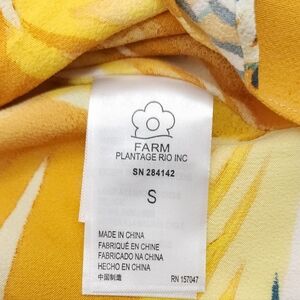 FARM
PLANTAGE RIO INC
SN 284142
S
MADE IN CHINA
FABRIQUÉ EN CHINE
FABRICADO NA CHINA
HECHO EN CHINA
中国制造 RN 157047